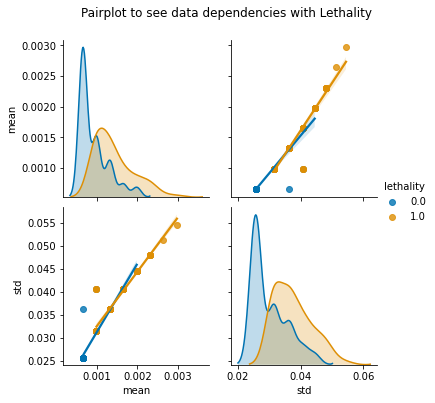 Pairplot to see data dependencies with Lethality
0.0030
0.0025
0.0020
0.0015
0.0010
mean
lethality
0.0
1.0
0.055
0.050
0.045
0.040
0.035
0.030
0.025
std
0.001 0.002 0.003
mean
0.02 0.04 0.06
std